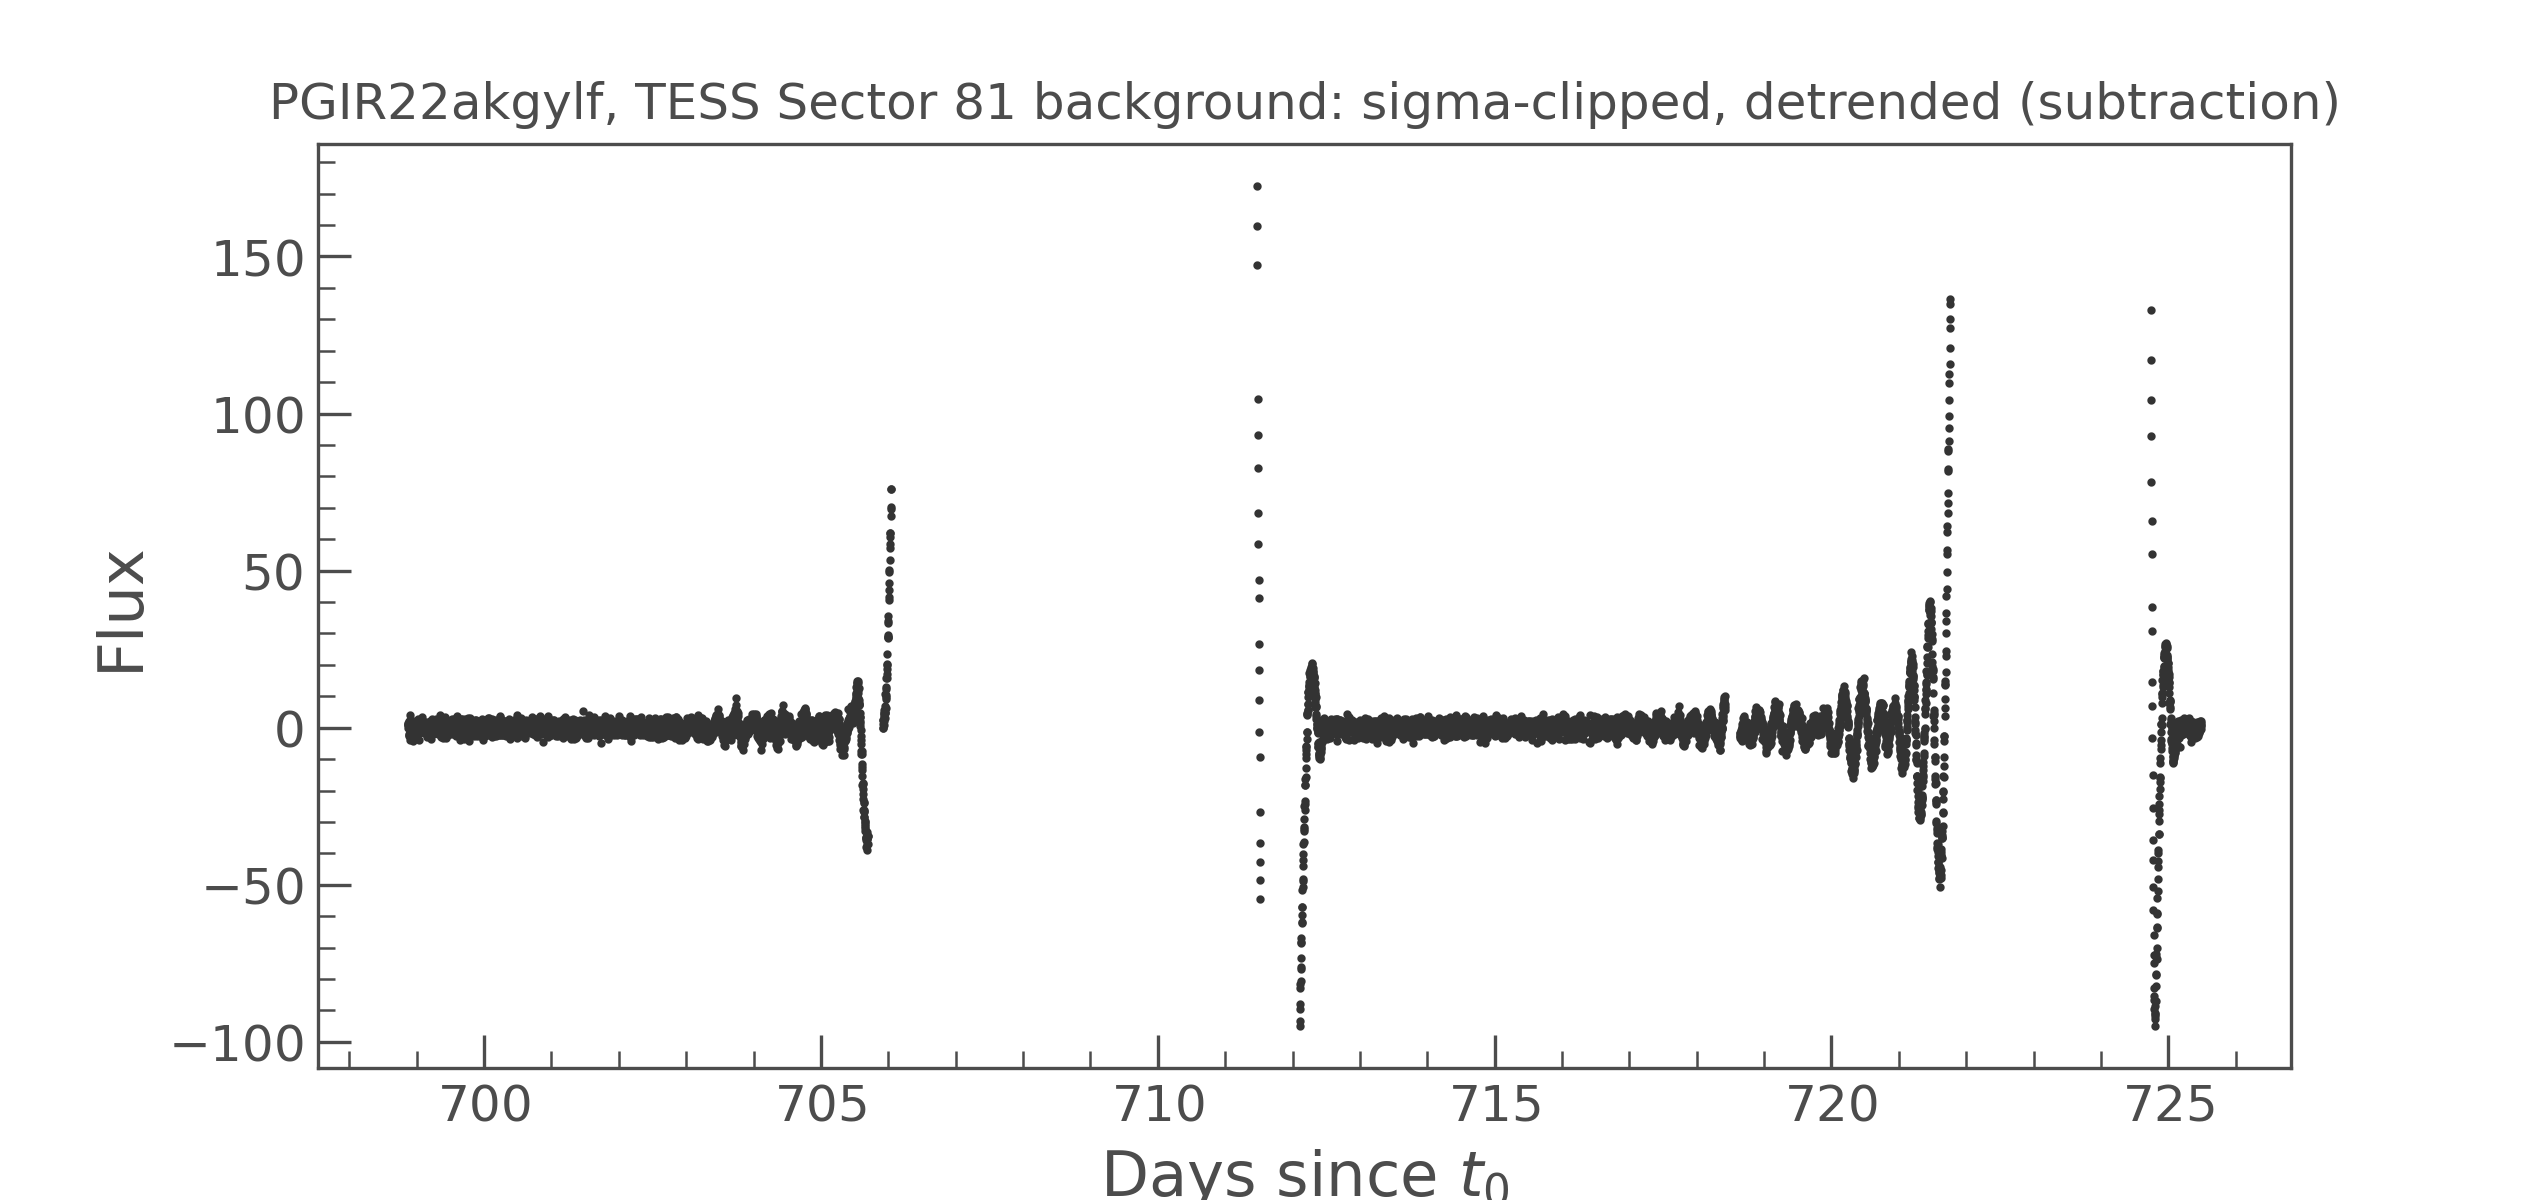 PGIR22akgylf, TESS Sector 81 background: sigma-clipped, detrended (subtraction)
150
100
50
0
−50
−100
Flux
700 705 710 715 720 725
Days since t0